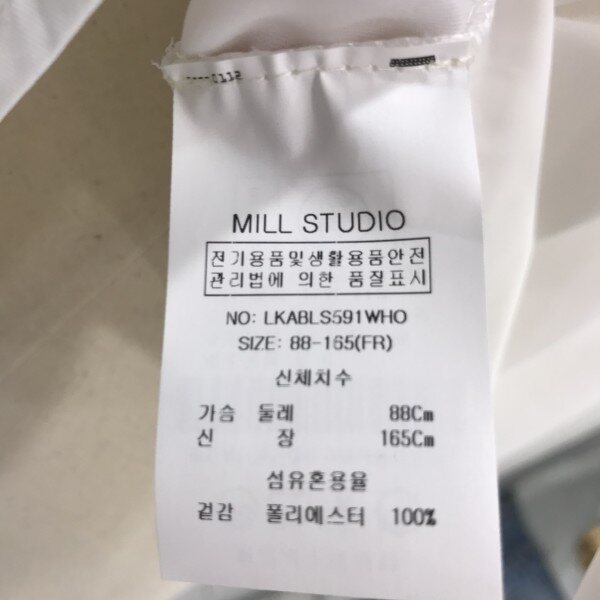 MILL STUDIO
전기용품및생활용품안전
관리법에 의한 품질표시
NO: LKABLS591WHO
SIZE: 88-165(FR)
신체치수
가슴 둘레 88Cm
신 장 165Cm
섬유혼용율
겉감 폴리에스터 100%